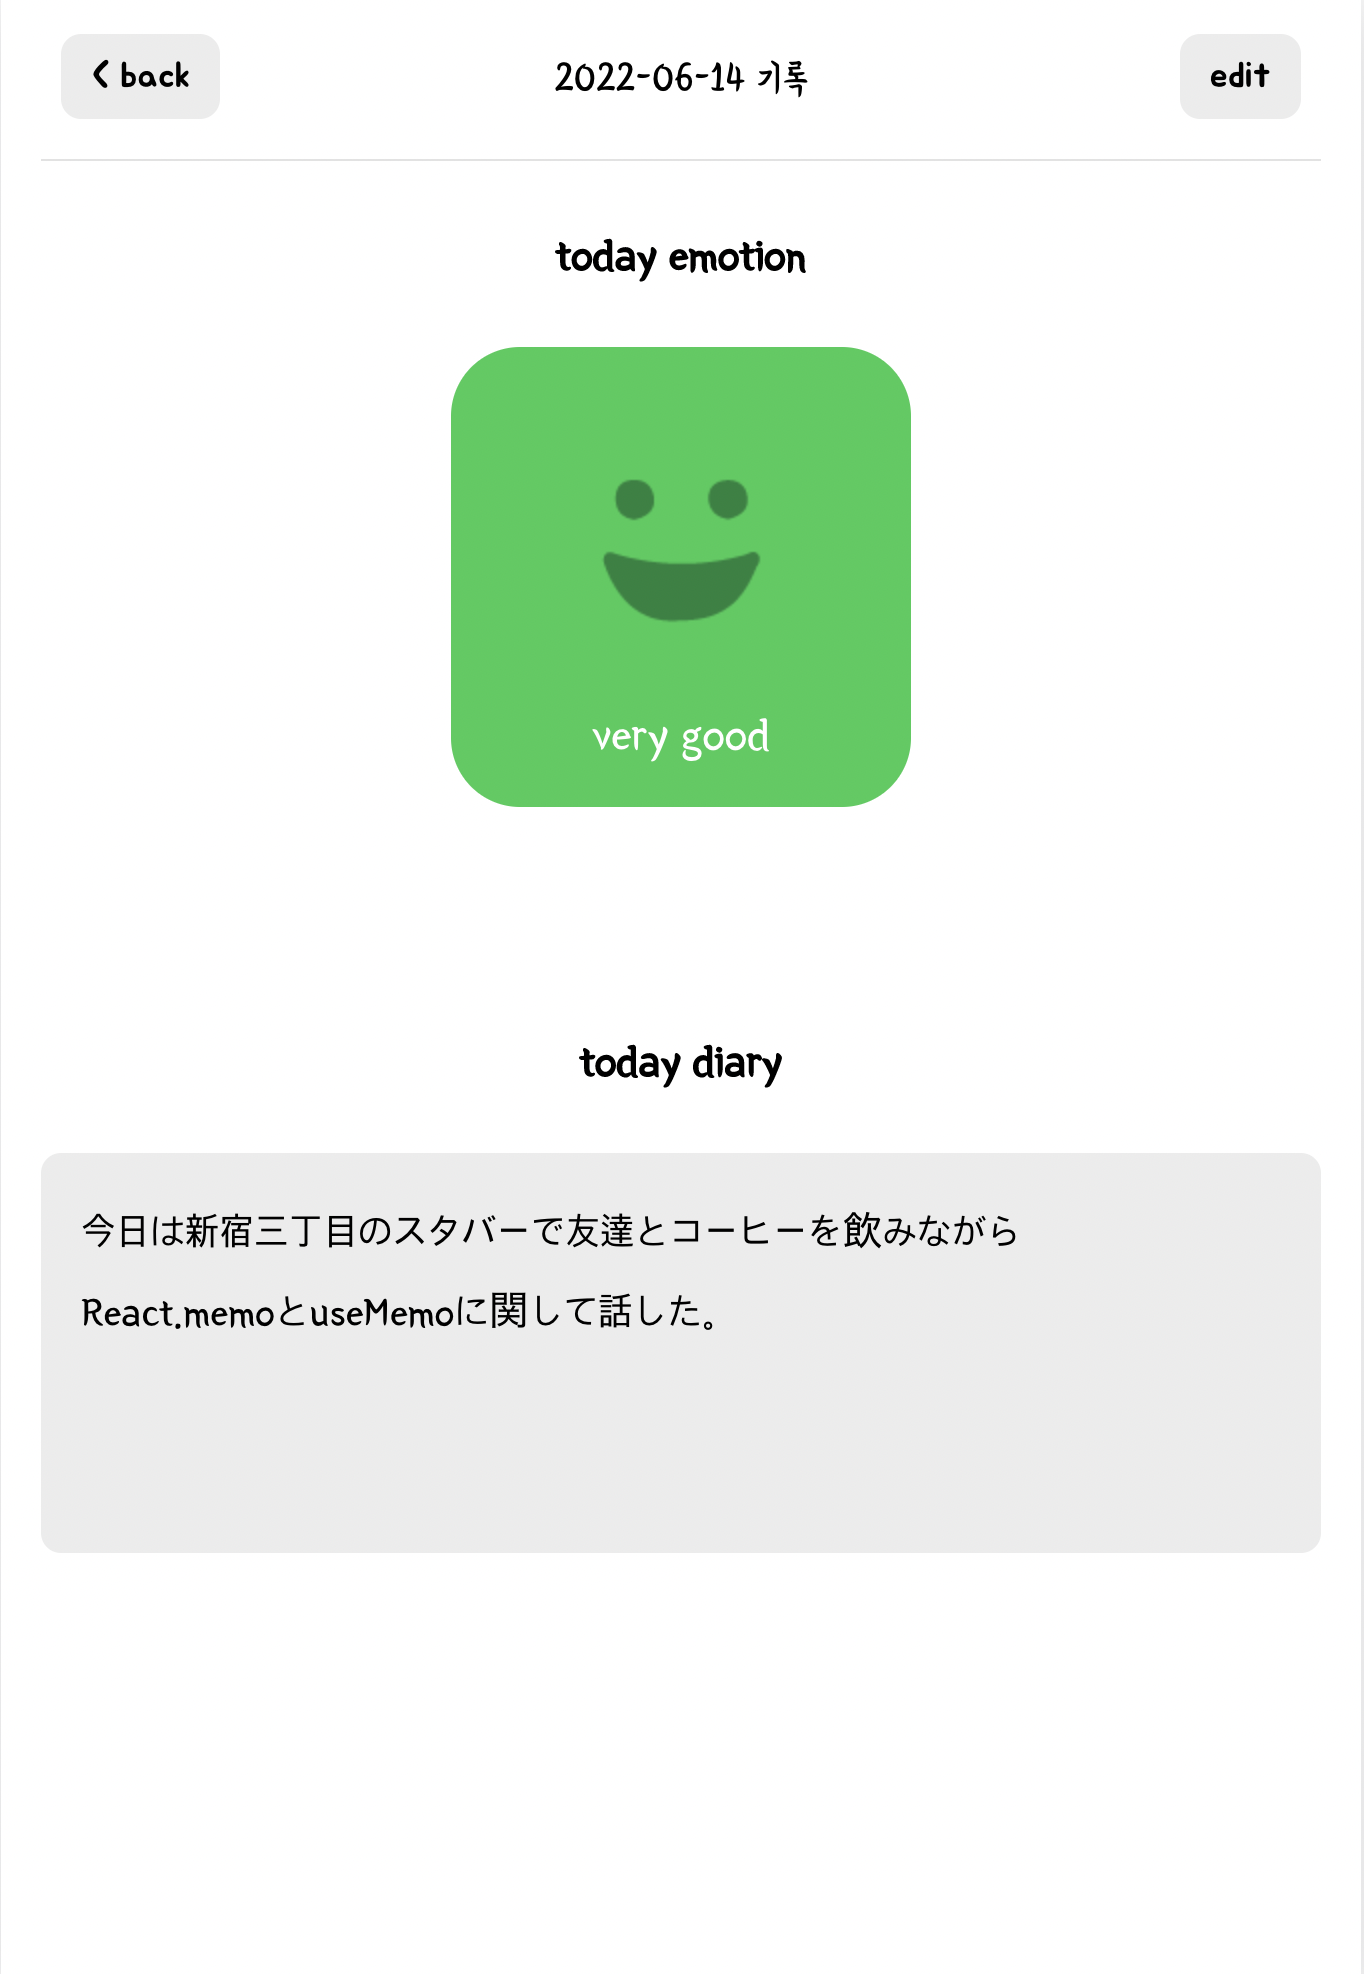 < back
2022-06-14 기록
edit
today emotion
very good
today diary
今日は新宿三丁目のスタバーで友達とコーヒーを飲みながら
React.memoとuseMemoに関して話した。